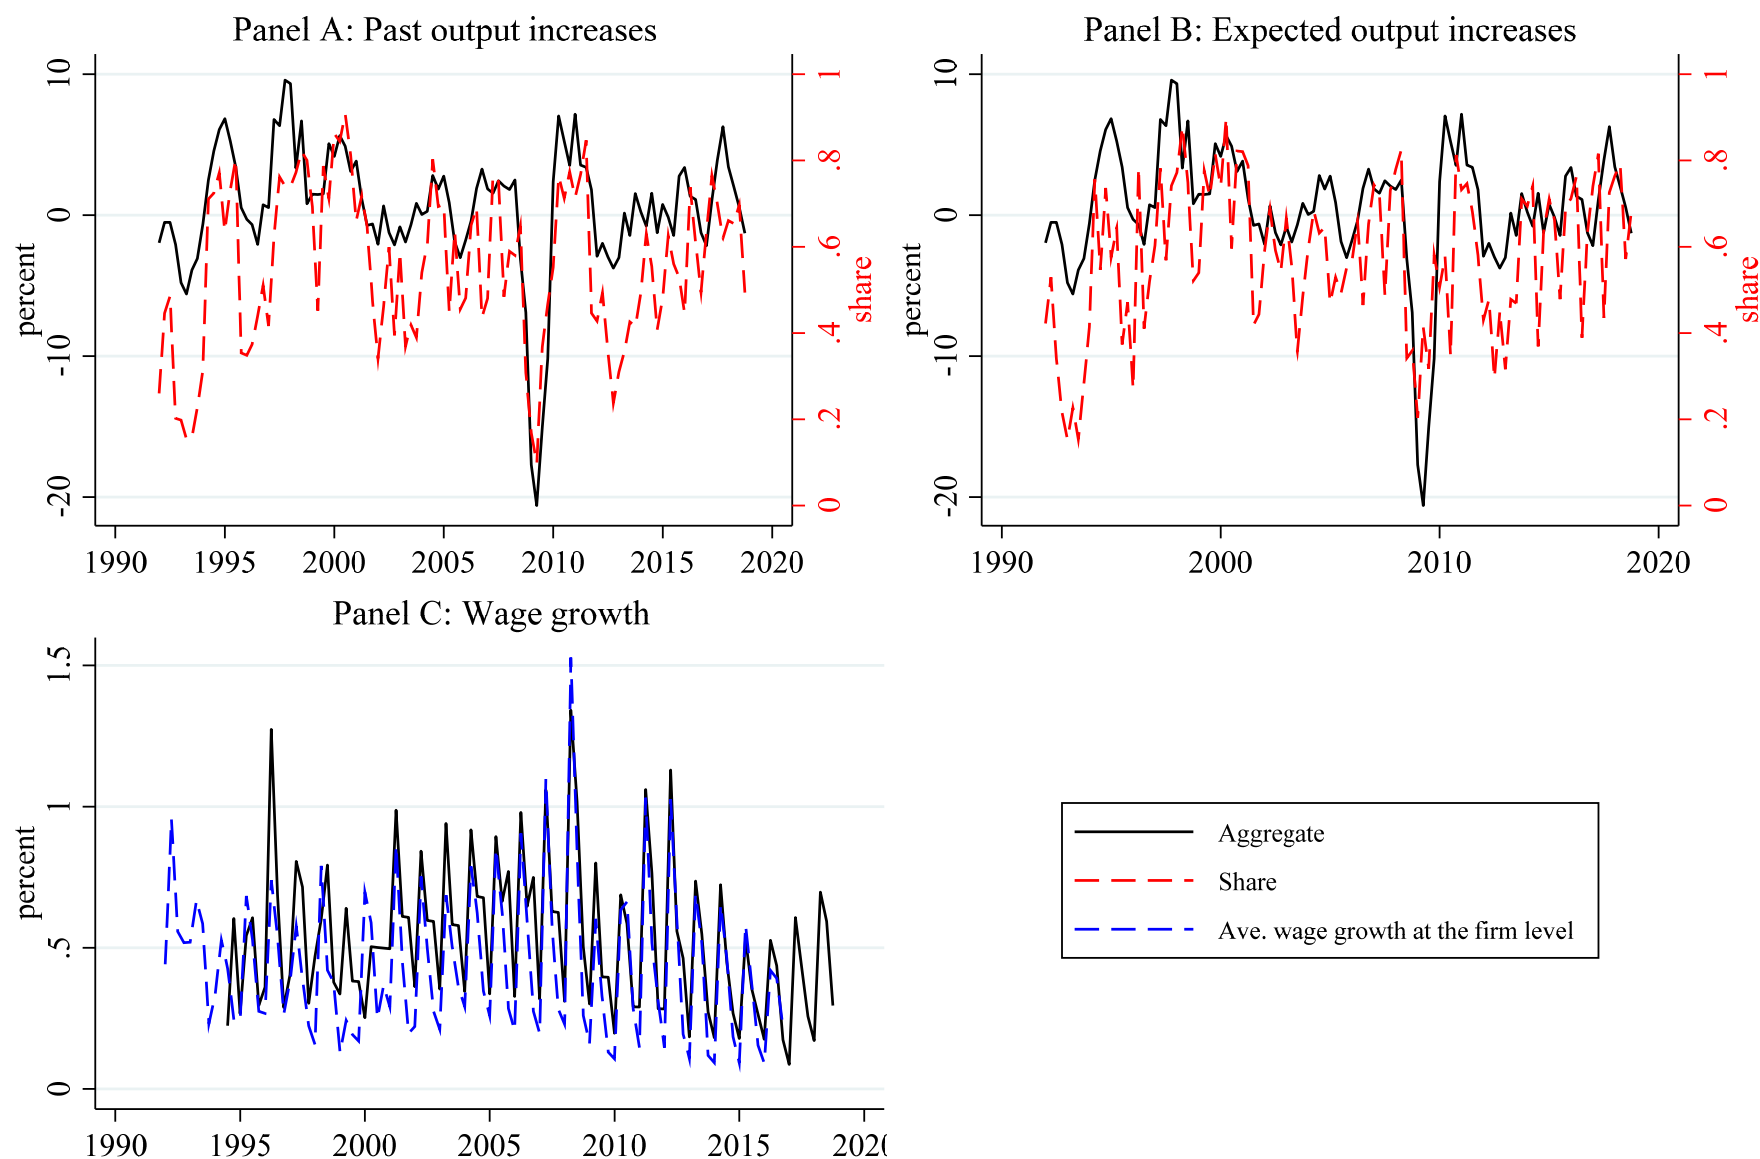 Panel A: Past output increases
percent
10
0
-10
-20
1
.8
.6
.4
.2
0
share
1990 1995 2000 2005 2010 2015 2020
Panel B: Expected output increases
percent
10
0
-10
-20
1
.8
.6
.4
.2
0
share
1990 2000 2010 2020
Panel C: Wage growth
percent
1.5
1
.5
0
1990 1995 2000 2005 2010 2015 2020
Aggregate
Share
Ave. wage growth at the firm level